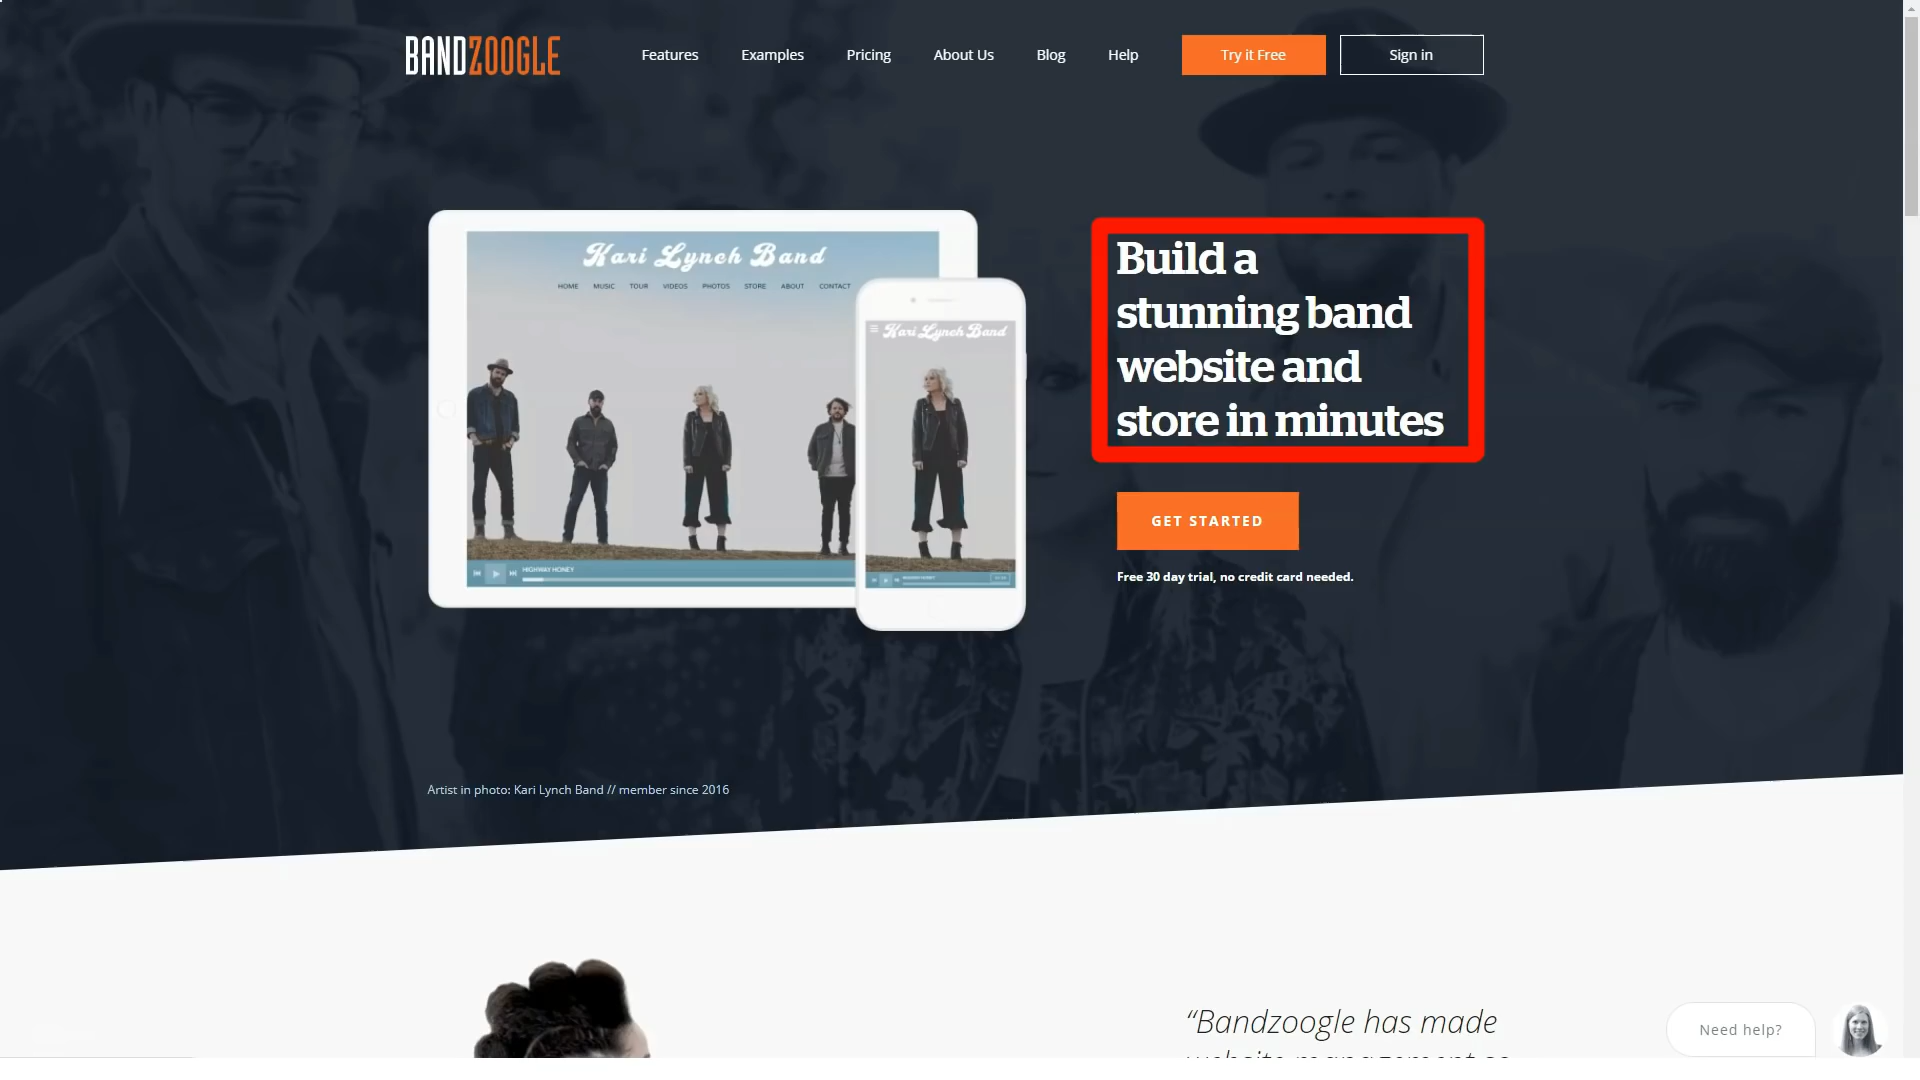 BANDZOOGLE
Features
Examples
Pricing
About Us
Blog
Help
Try it Free
Sign in
Kari Lynch Band
HOME MUSIC TOUR VIDEOS PHOTOS STORE ABOUT CONTACT
Kari Lynch Band
HIGHWAY HONEY
Build a
stunning band
website and
store in minutes
GET STARTED
Free 30 day trial, no credit card needed.
Artist in photo: Kari Lynch Band // member since 2016
“Bandzoogle has made
Need help?